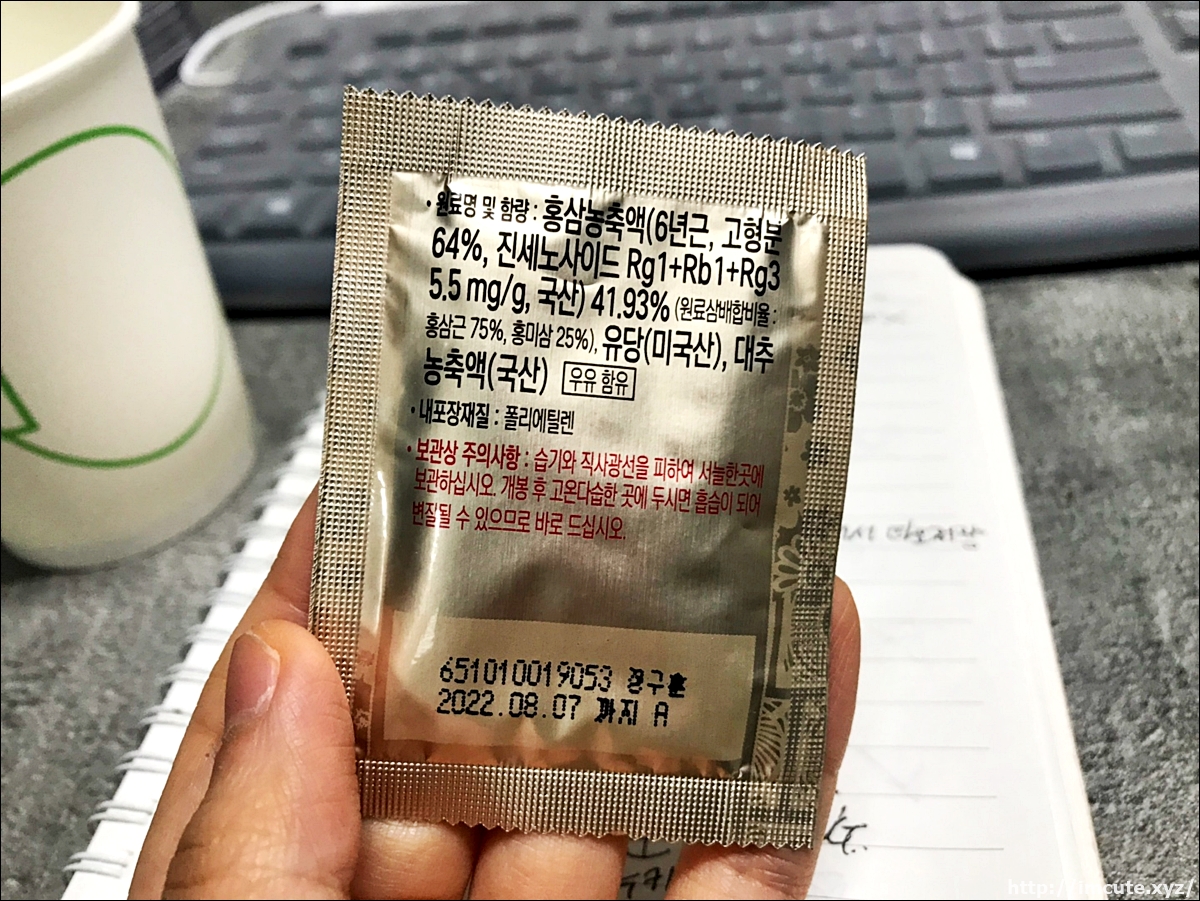 • 원료명 및 함량 : 홍삼농축액(6년근, 고형분
64%, 진세노사이드 Rg1+Rb1+Rg3
5.5 mg/g, 국산) 41.93% (원료삼배합비율 :
홍삼근 75%, 홍미삼 25%), 유당(미국산), 대추
농축액(국산) 우유 함유
• 내포장재질 : 폴리에틸렌
• 보관상 주의사항 : 습기와 직사광선을 피하여 서늘한곳에
보관하십시오. 개봉 후 고온다습한 곳에 두시면 흡습이 되어
변질될 수 있으므로 바로 드십시오.
651010019053 정구훈
2022.08.07 까지 A